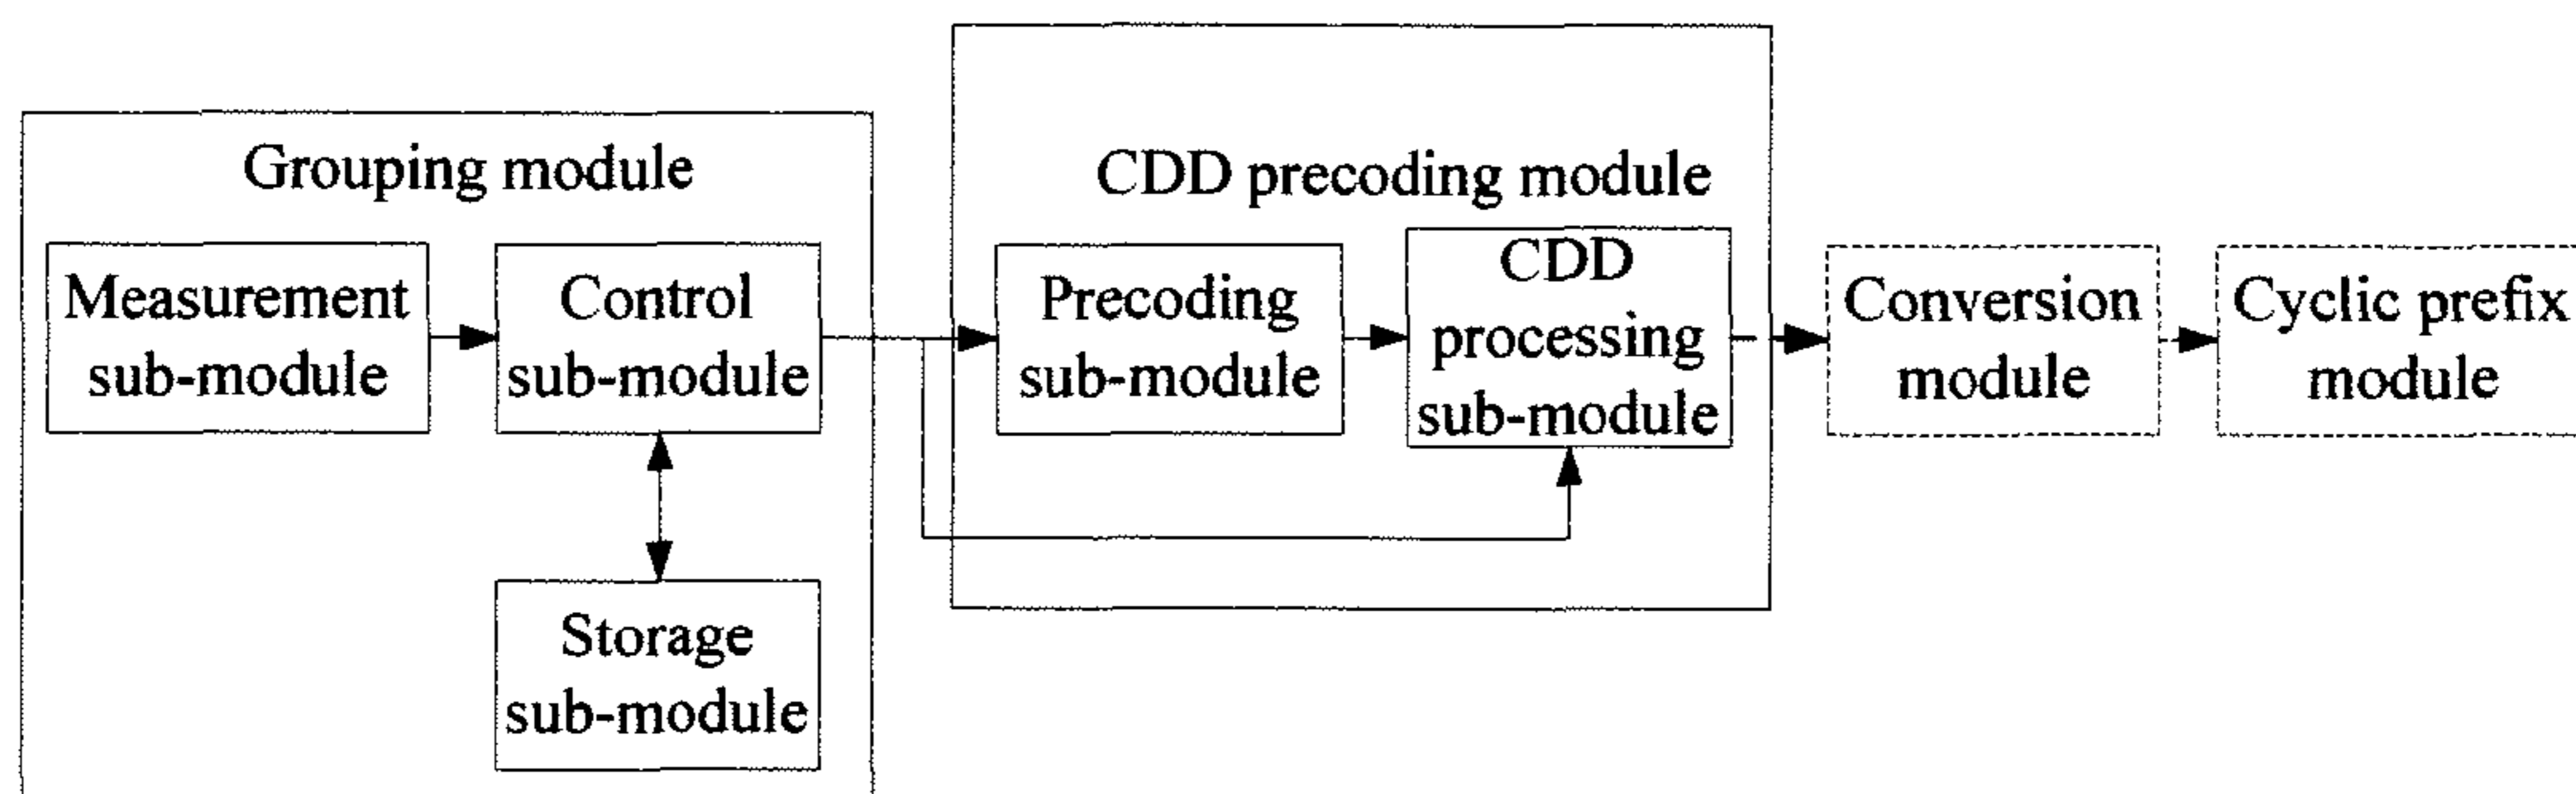 Grouping module
Measurement
sub-module
Control
sub-module
Storage
sub-module
CDD precoding module
Precoding
sub-module
CDD
processing
sub-module
Conversion
module
Cyclic prefix
module